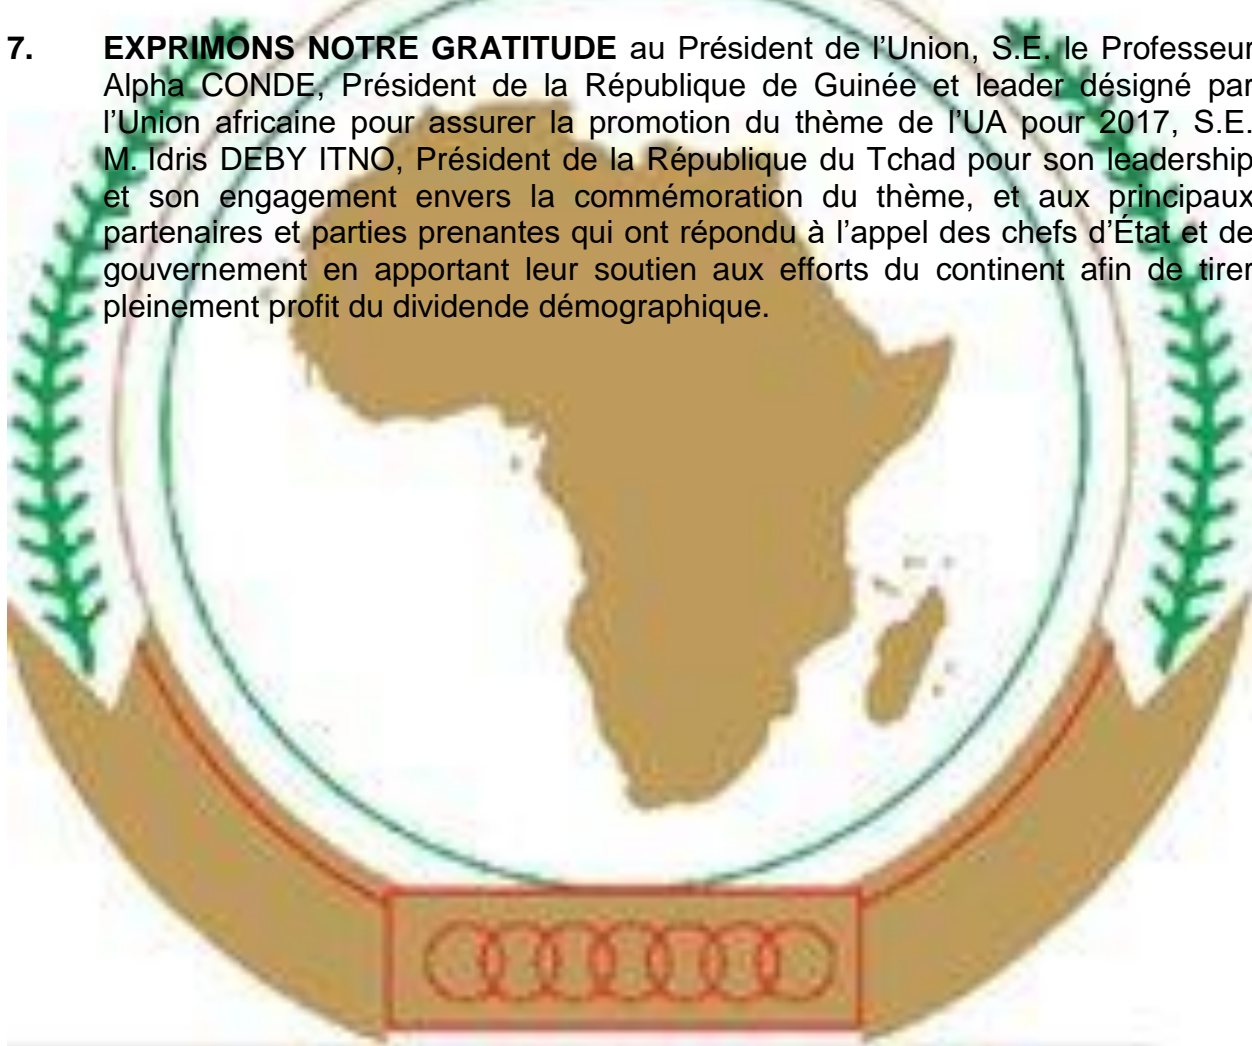 7. EXPRIMONS NOTRE GRATITUDE au Président de l’Union, S.E. le Professeur
Alpha CONDE, Président de la République de Guinée et leader désigné par
l’Union africaine pour assurer la promotion du thème de l’UA pour 2017, S.E.
M. Idris DEBY ITNO, Président de la République du Tchad pour son leadership
et son engagement envers la commémoration du thème, et aux principaux
partenaires et parties prenantes qui ont répondu à l’appel des chefs d’État et de
gouvernement en apportant leur soutien aux efforts du continent afin de tirer
pleinement profit du dividende démographique.